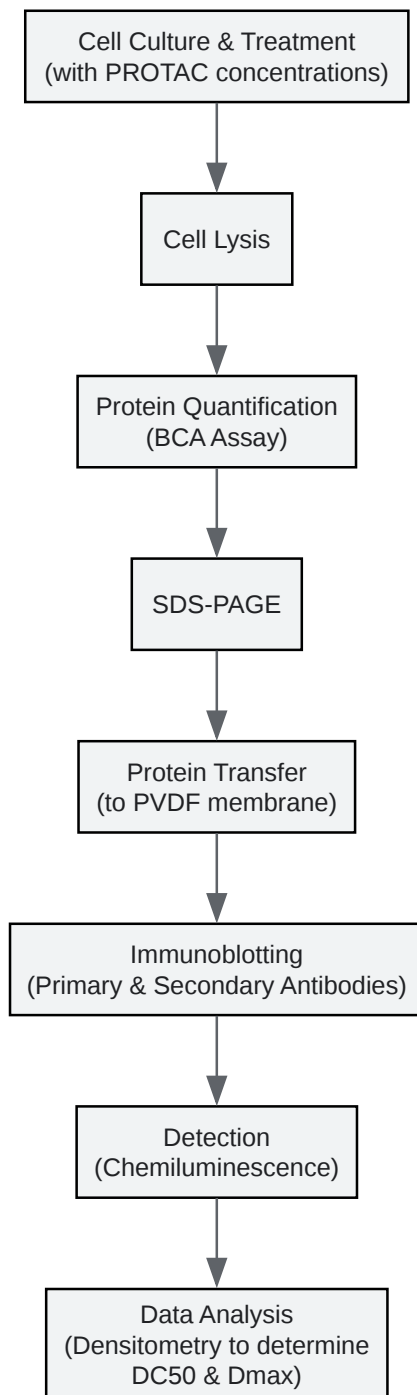 Cell Culture & Treatment
(with PROTAC concentrations)
Cell Lysis
Protein Quantification
(BCA Assay)
SDS-PAGE
Protein Transfer
(to PVDF membrane)
Immunoblotting
(Primary & Secondary Antibodies)
Detection
(Chemiluminescence)
Data Analysis
(Densitometry to determine
DC50 & Dmax)